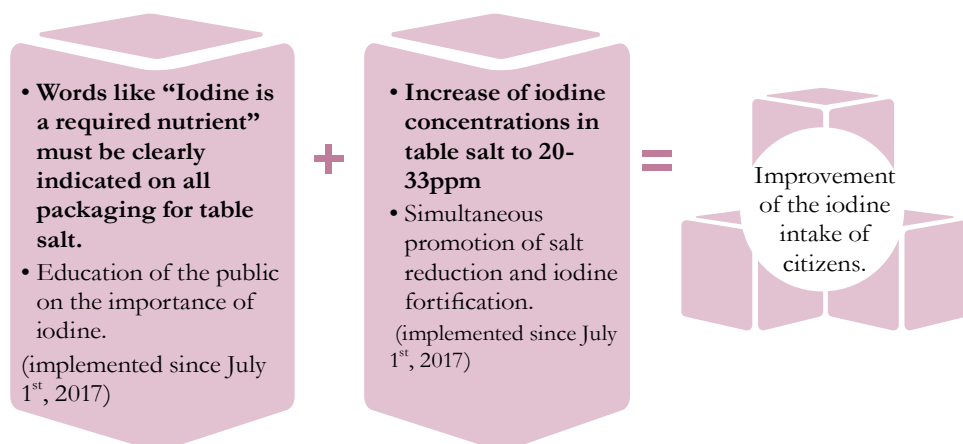 • Words like “Iodine is
a required nutrient”
must be clearly
indicated on all
packaging for table
salt.
• Education of the public
on the importance of
iodine.
(implemented since July
1st, 2017)
+
• Increase of iodine
concentrations in
table salt to 20-
33ppm
• Simultaneous
promotion of salt
reduction and iodine
fortification.
(implemented since July
1st, 2017)
=
Improvement
of the iodine
intake of
citizens.